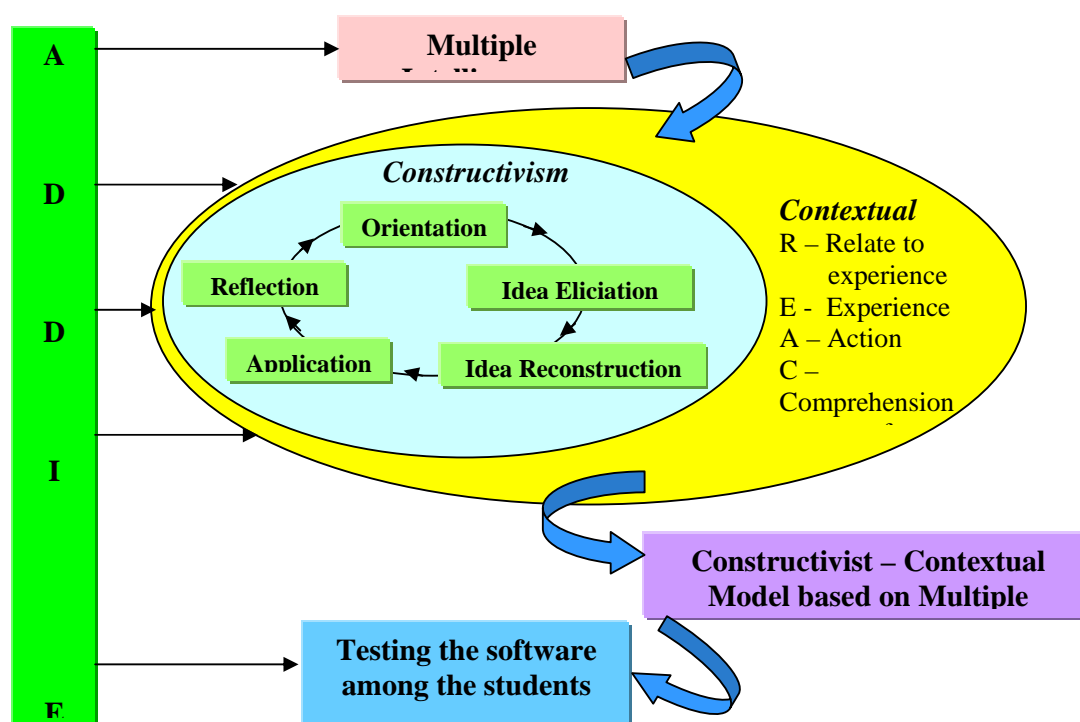 A
D
D
I
Multiple
Constructivism
Orientation
Idea Eliciation
Idea Reconstruction
Application
Reflection
Contextual
R – Relate to
experience
E - Experience
A – Action
C –
Comprehension
Constructivist – Contextual
Model based on Multiple
Testing the software
among the students